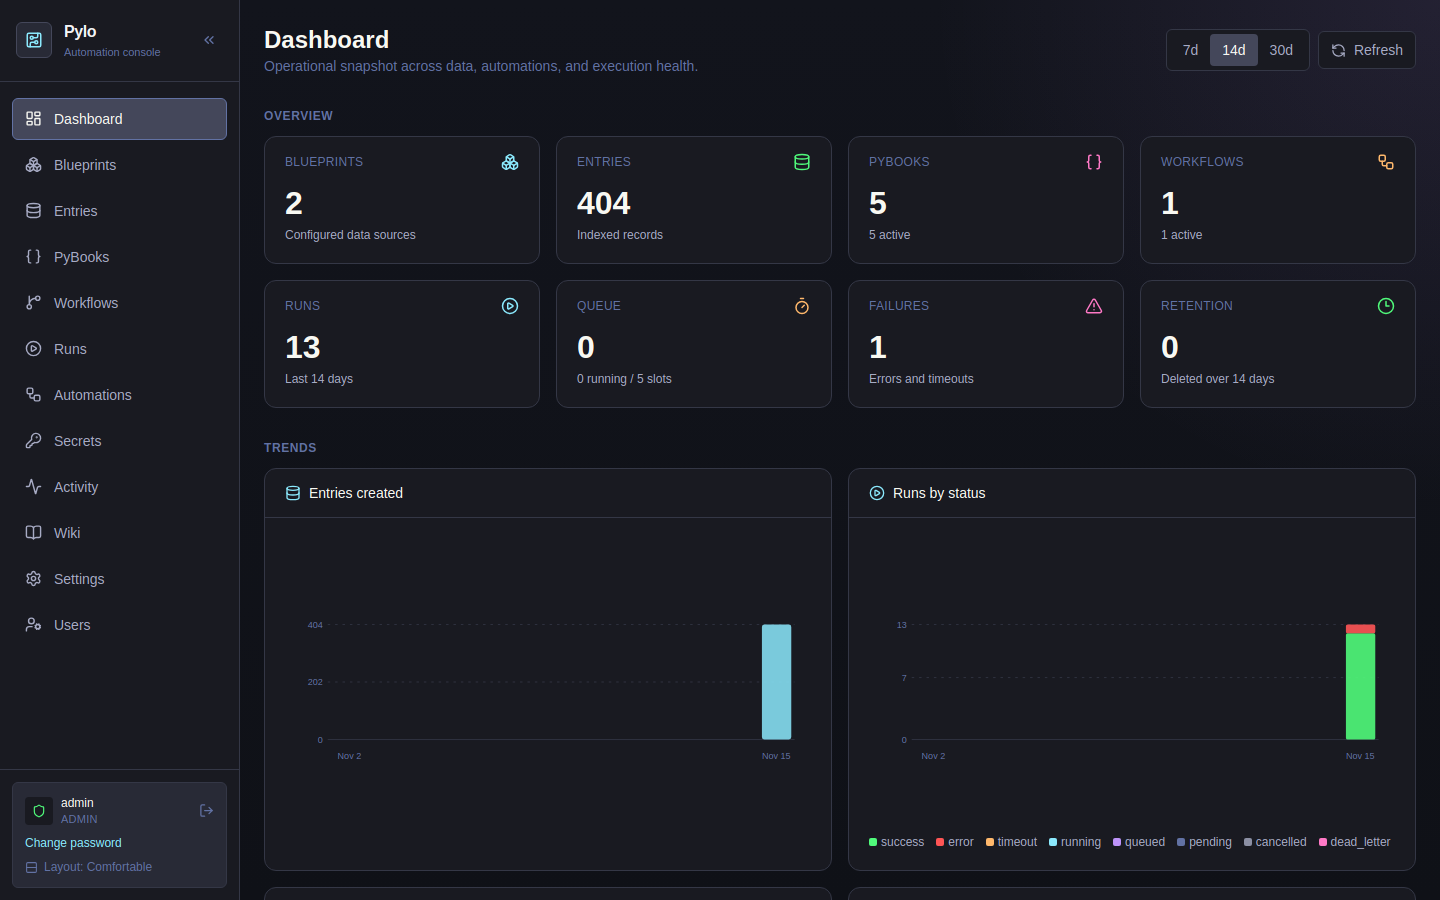 Pylo
Automation console
Dashboard
Blueprints
Entries
PyBooks
Workflows
Runs
Automations
Secrets
Activity
Wiki
Settings
Users
admin
ADMIN
Change password
Layout: Comfortable
Dashboard
Operational snapshot across data, automations, and execution health.
7d 14d 30d Refresh
OVERVIEW
BLUEPRINTS
2
Configured data sources
ENTRIES
404
Indexed records
PYBOOKS
5
5 active
WORKFLOWS
1
1 active
RUNS
13
Last 14 days
QUEUE
0
0 running / 5 slots
FAILURES
1
Errors and timeouts
RETENTION
0
Deleted over 14 days
TRENDS
Entries created
404
202
0
Nov 2 Nov 15
Runs by status
13
7
0
Nov 2 Nov 15
success error timeout running queued pending cancelled dead_letter